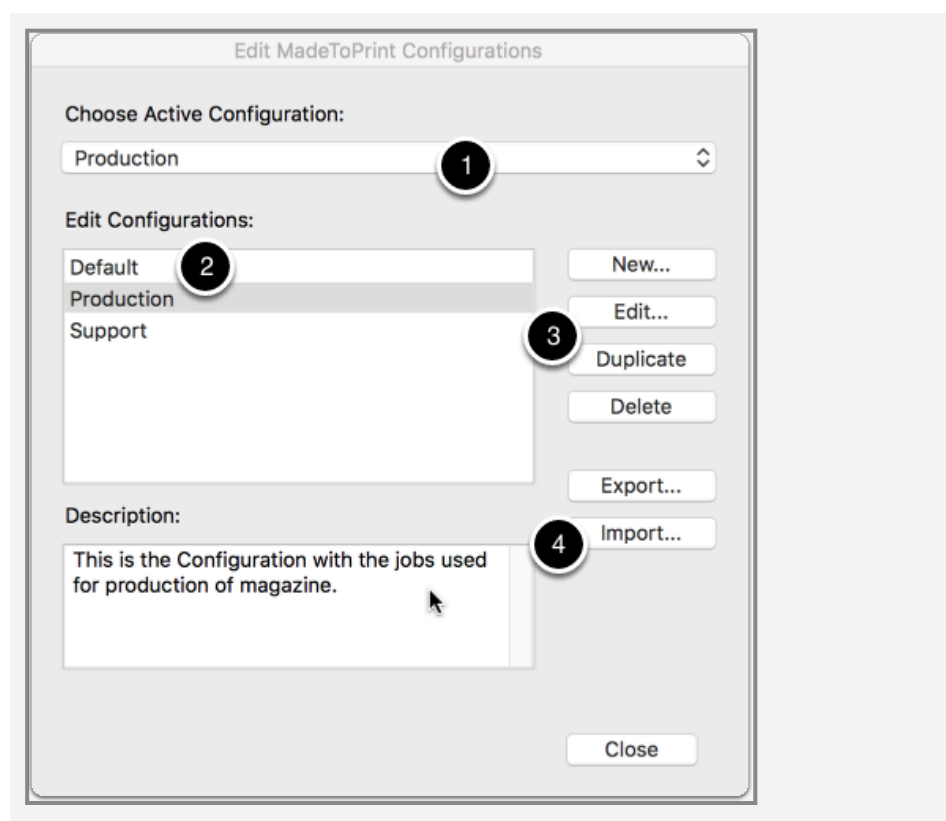 Edit MadeToPrint Configurations
Choose Active Configuration:
Production
1
Edit Configurations:
Default
2
Production
Support
New...
Edit...
3
Duplicate
Delete
Export...
Import...
4
Description:
This is the Configuration with the jobs used
for production of magazine.
Close